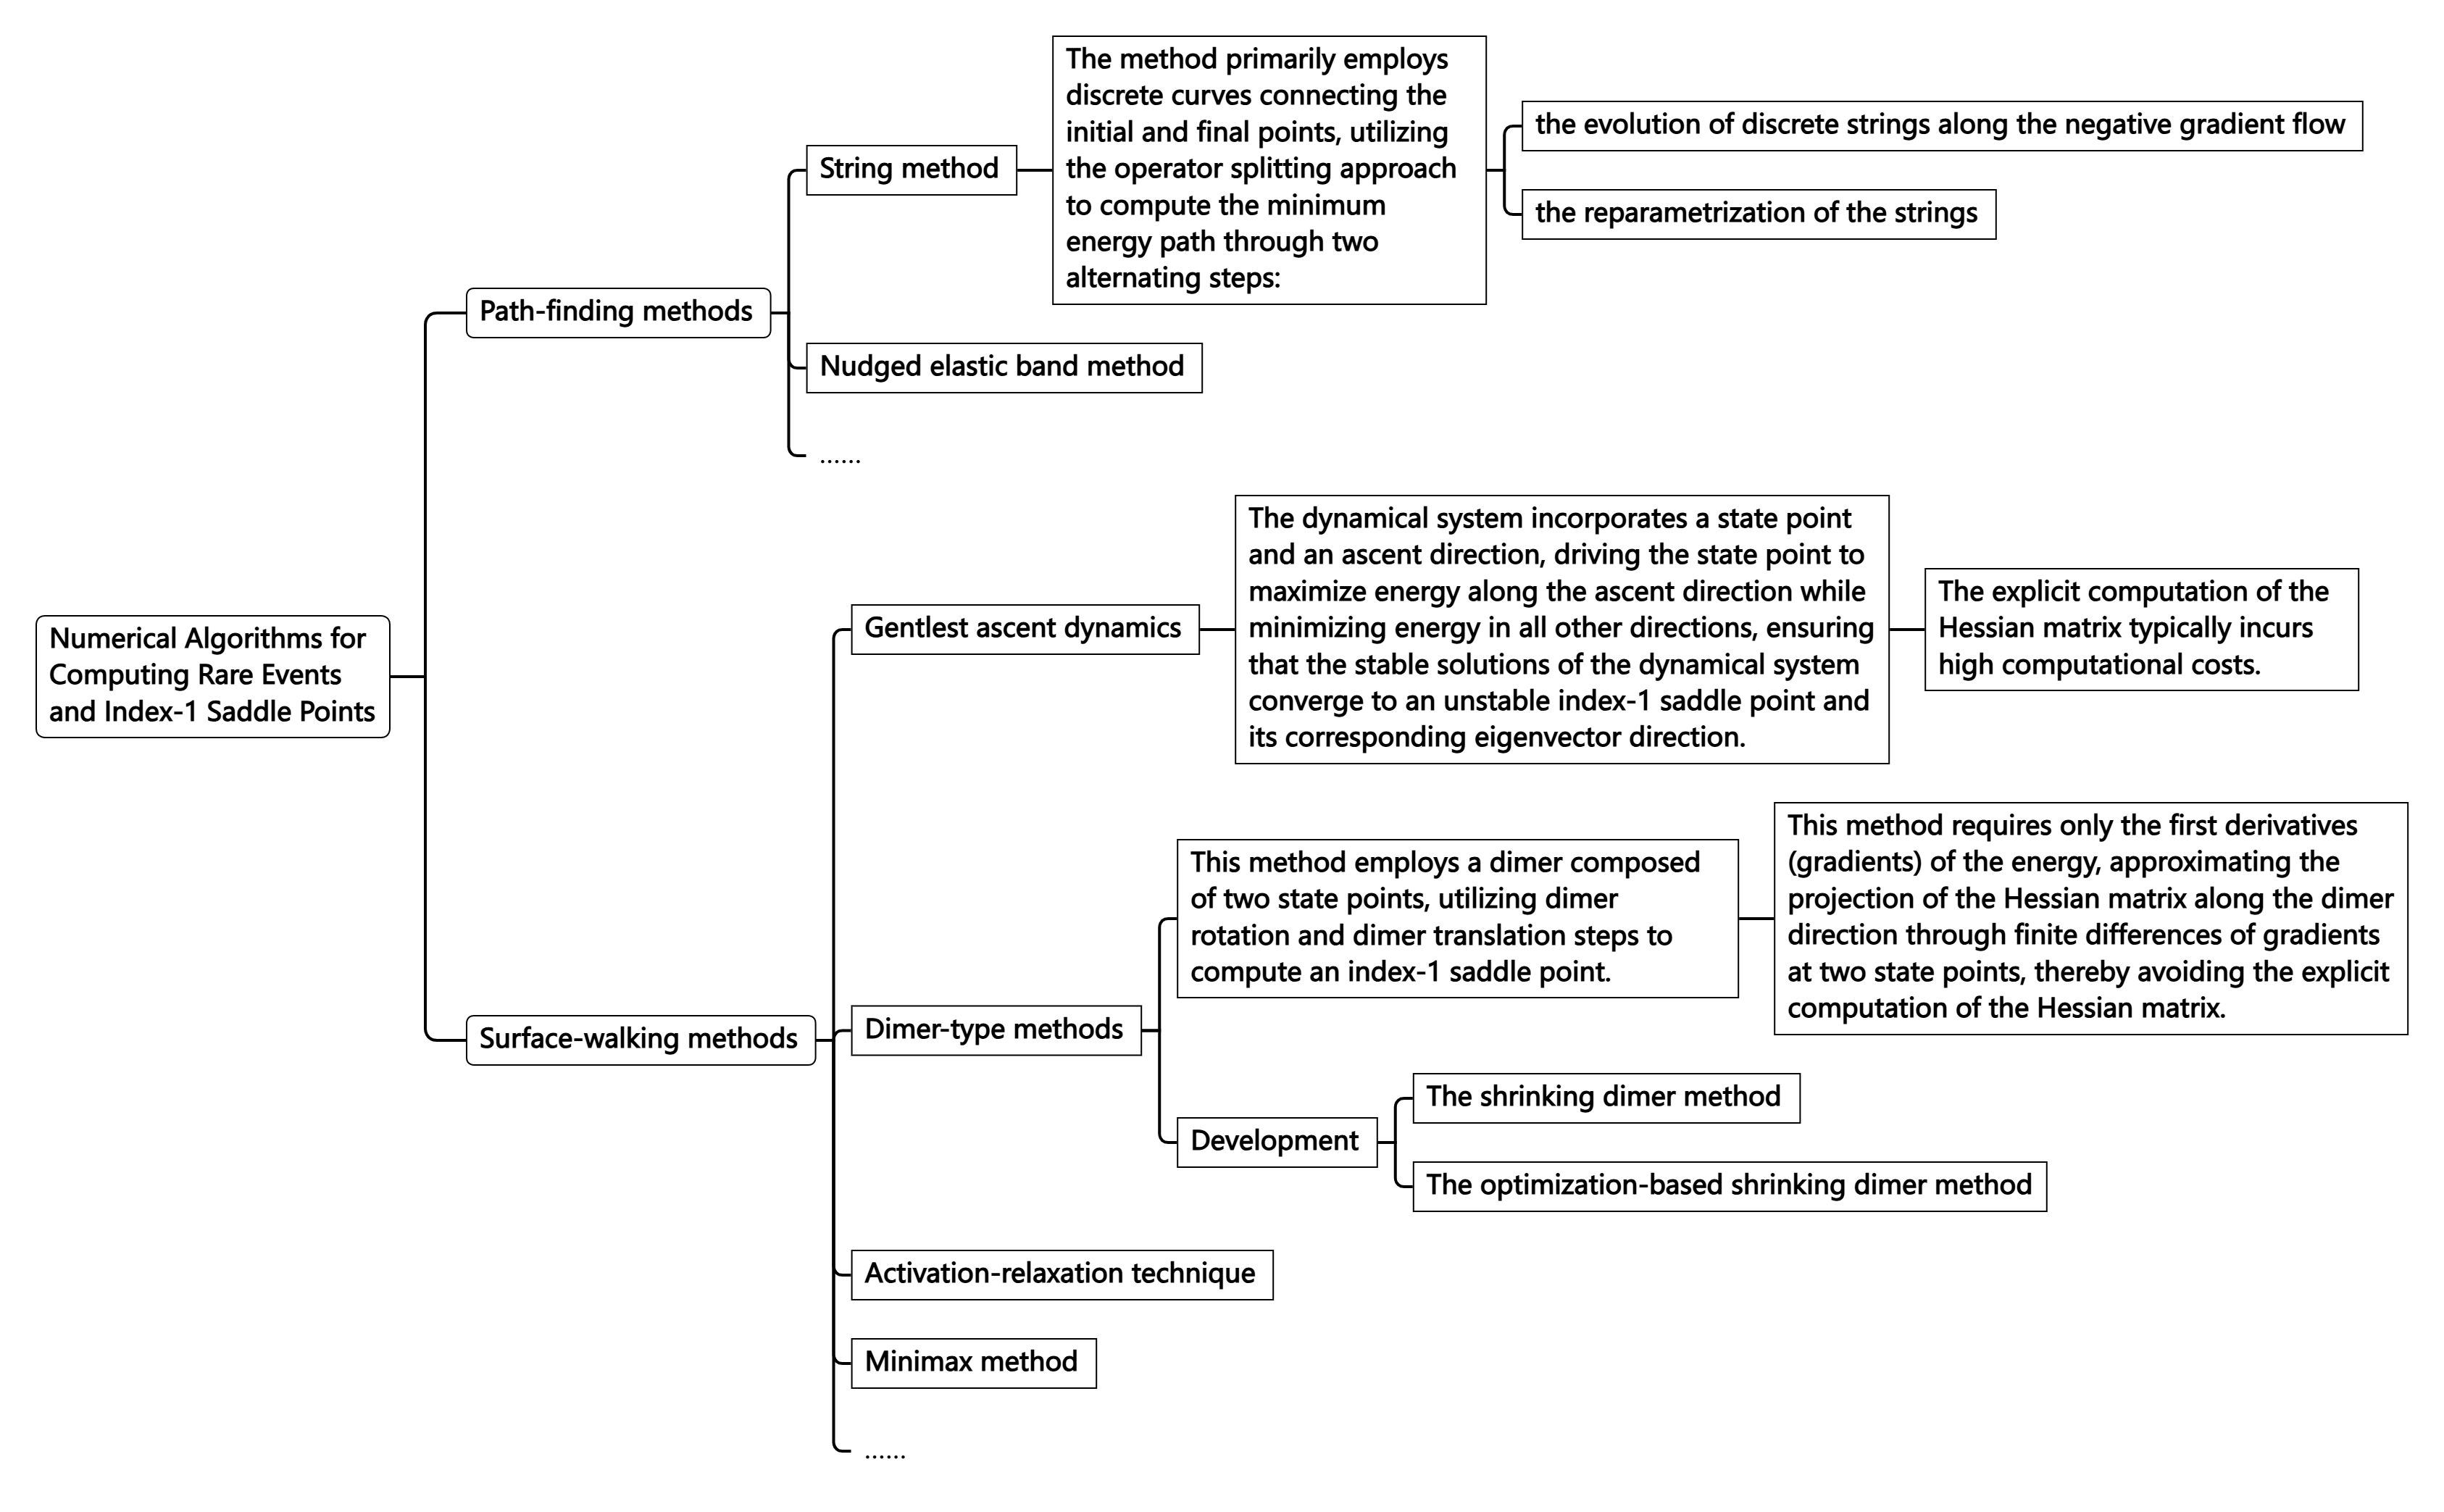 Numerical Algorithms for
Computing Rare Events
and Index-1 Saddle Points
Path-finding methods
String method
The method primarily employs
discrete curves connecting the
initial and final points, utilizing
the operator splitting approach
to compute the minimum
energy path through two
alternating steps:
the evolution of discrete strings along the negative gradient flow
the reparametrization of the strings
Nudged elastic band method
......
Surface-walking methods
Gentlest ascent dynamics
The dynamical system incorporates a state point
and an ascent direction, driving the state point to
maximize energy along the ascent direction while
minimizing energy in all other directions, ensuring
that the stable solutions of the dynamical system
converge to an unstable index-1 saddle point and
its corresponding eigenvector direction.
The explicit computation of the
Hessian matrix typically incurs
high computational costs.
Dimer-type methods
This method employs a dimer composed
of two state points, utilizing dimer
rotation and dimer translation steps to
compute an index-1 saddle point.
This method requires only the first derivatives
(gradients) of the energy, approximating the
projection of the Hessian matrix along the dimer
direction through finite differences of gradients
at two state points, thereby avoiding the explicit
computation of the Hessian matrix.
Development
The shrinking dimer method
The optimization-based shrinking dimer method
Activation-relaxation technique
Minimax method
......